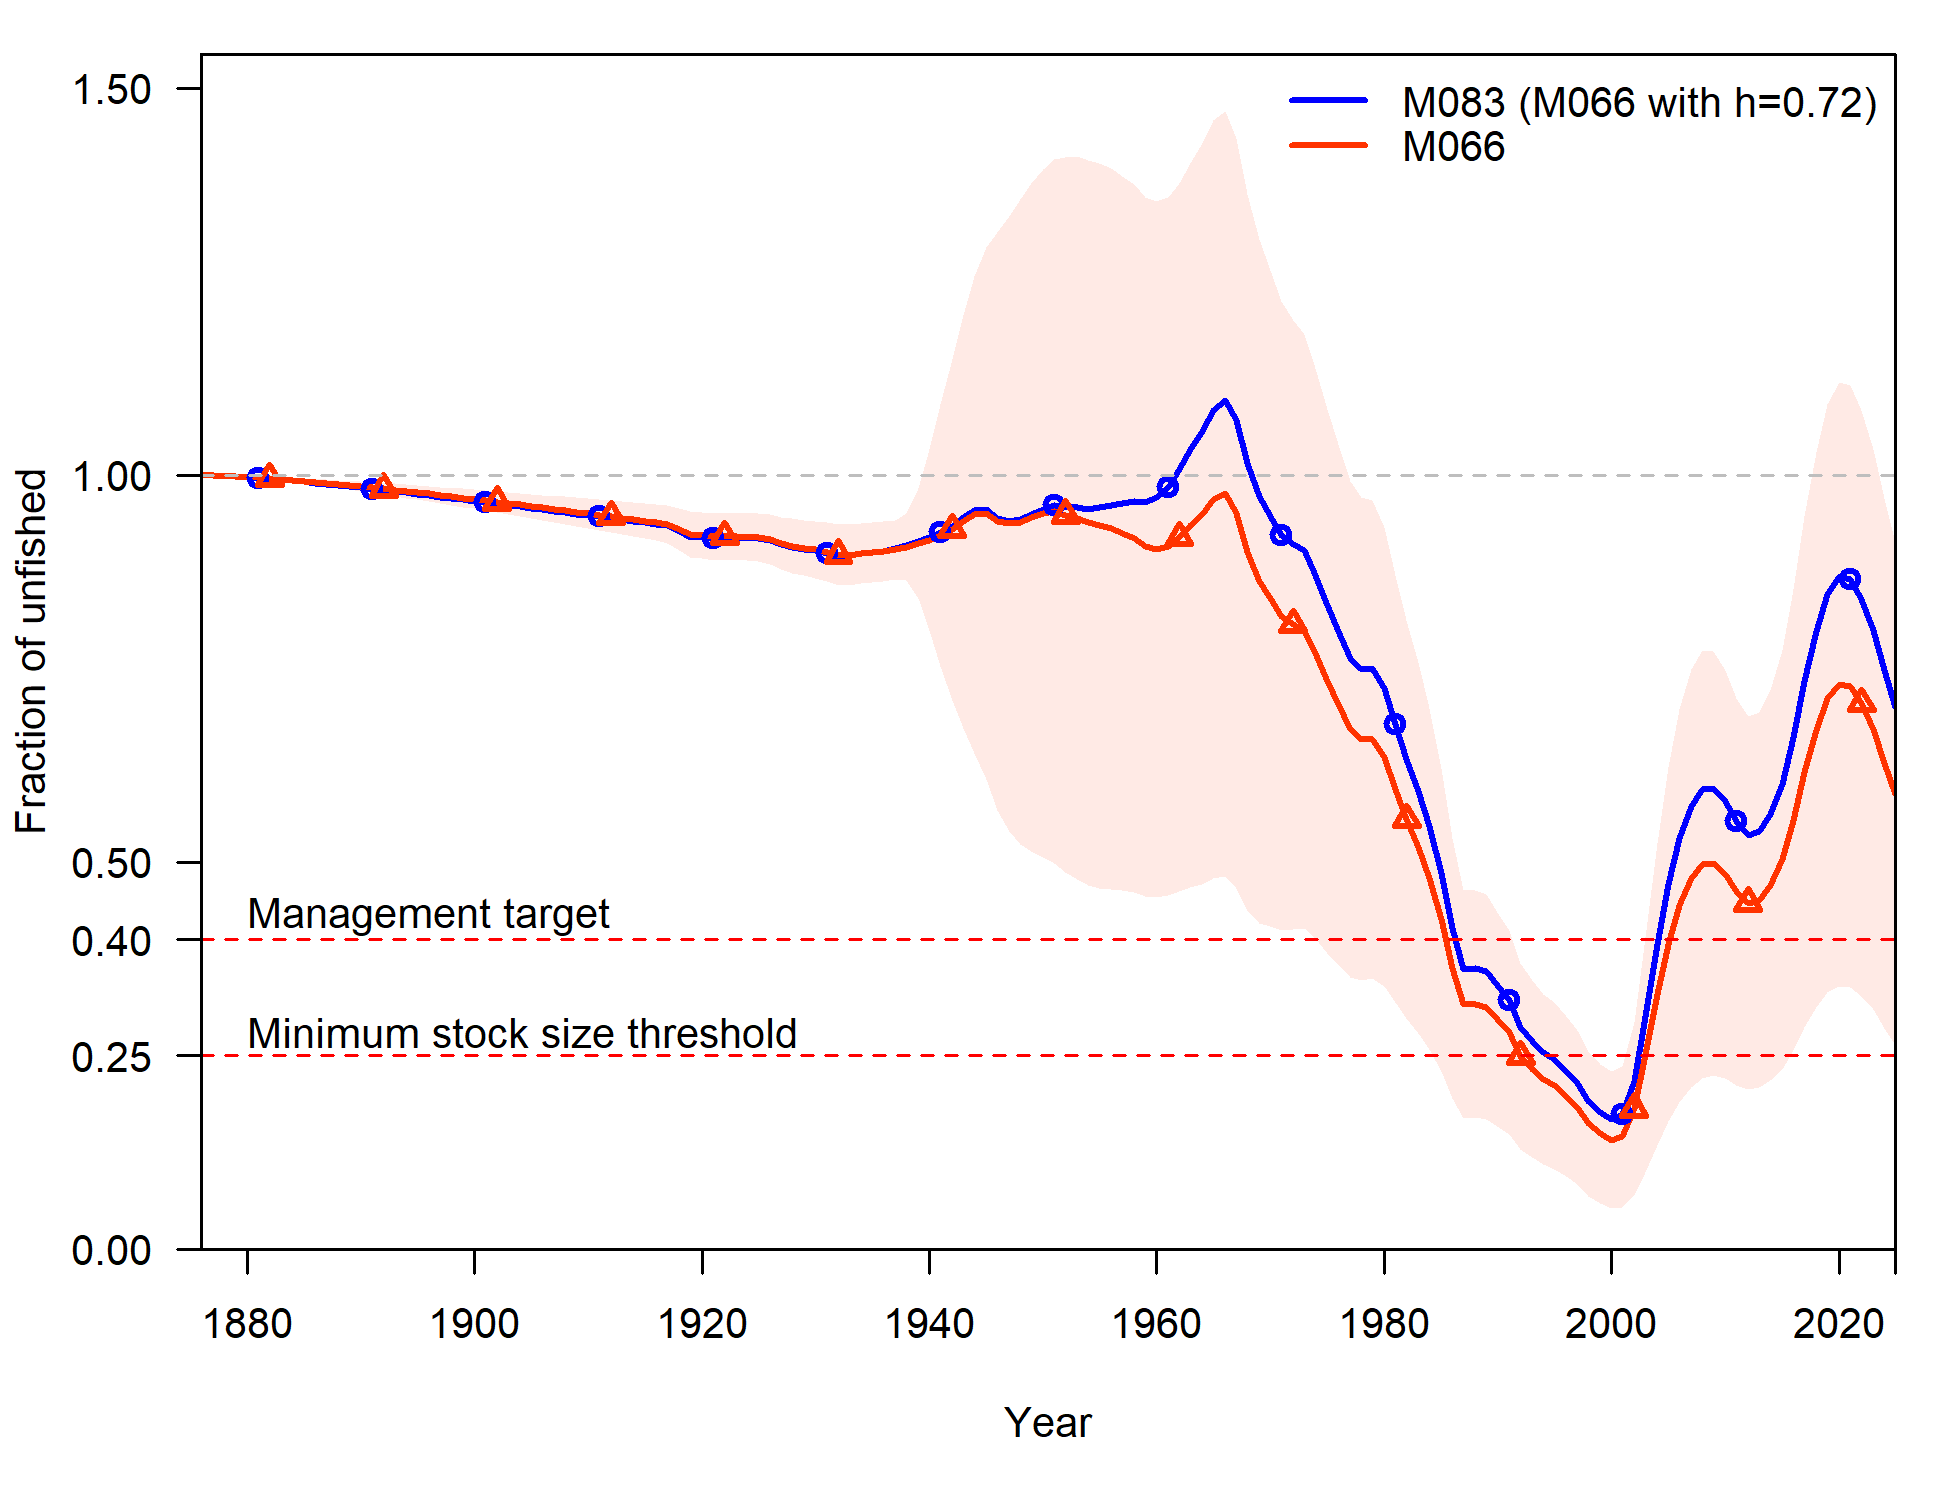 1.50
1.00
0.50
0.40
0.25
0.00
Fraction of unfished
M083 (M066 with h=0.72)
M066
Management target
Minimum stock size threshold
1880 1900 1920 1940 1960 1980 2000 2020
Year